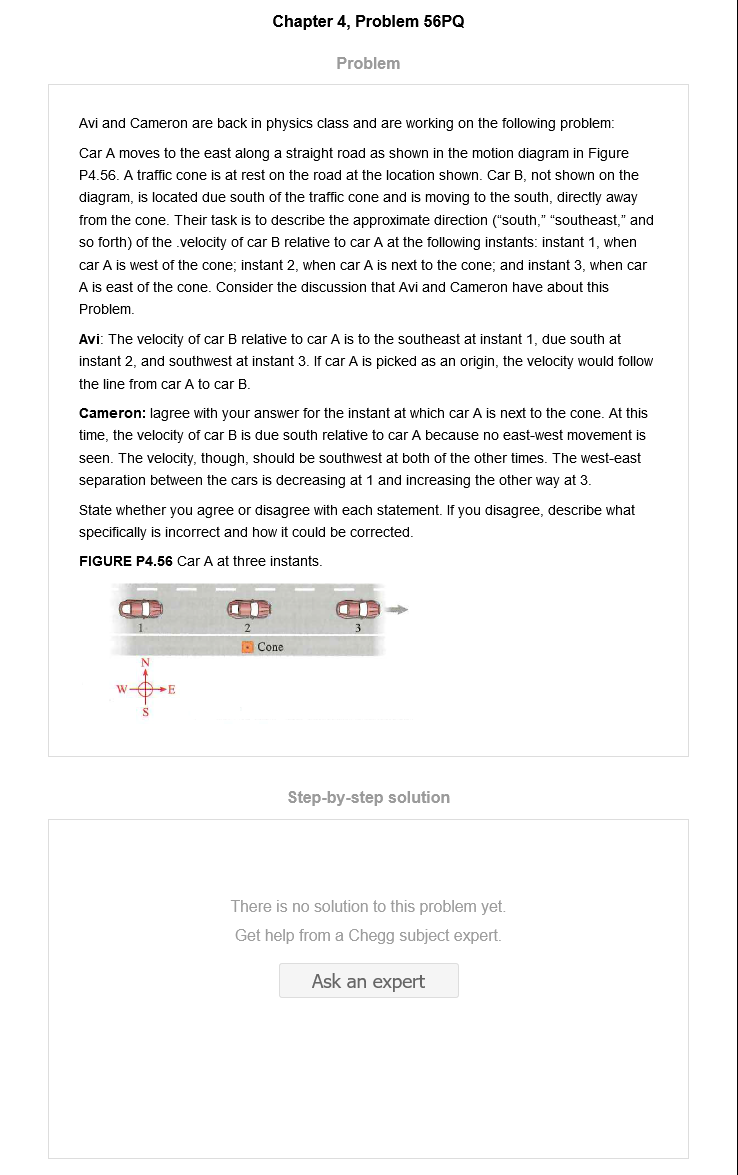 Chapter 4, Problem 56PQ
Problem
Avi and Cameron are back in physics class and are working on the following problem:
Car A moves to the east along a straight road as shown in the motion diagram in Figure
P4.56. A traffic cone is at rest on the road at the location shown. Car B, not shown on the
diagram, is located due south of the traffic cone and is moving to the south, directly away
from the cone. Their task is to describe the approximate direction (“south,” “southeast,” and
so forth) of the .velocity of car B relative to car A at the following instants: instant 1, when
car A is west of the cone; instant 2, when car A is next to the cone; and instant 3, when car
A is east of the cone. Consider the discussion that Avi and Cameron have about this
Problem.
Avi: The velocity of car B relative to car A is to the southeast at instant 1, due south at
instant 2, and southwest at instant 3. If car A is picked as an origin, the velocity would follow
the line from car A to car B.
Cameron: Iagree with your answer for the instant at which car A is next to the cone. At this
time, the velocity of car B is due south relative to car A because no east-west movement is
seen. The velocity, though, should be southwest at both of the other times. The west-east
separation between the cars is decreasing at 1 and increasing the other way at 3.
State whether you agree or disagree with each statement. If you disagree, describe what
specifically is incorrect and how it could be corrected.
FIGURE P4.56 Car A at three instants.
1 2 3
Cone
N
W E
S
Step-by-step solution
There is no solution to this problem yet.
Get help from a Chegg subject expert.
Ask an expert